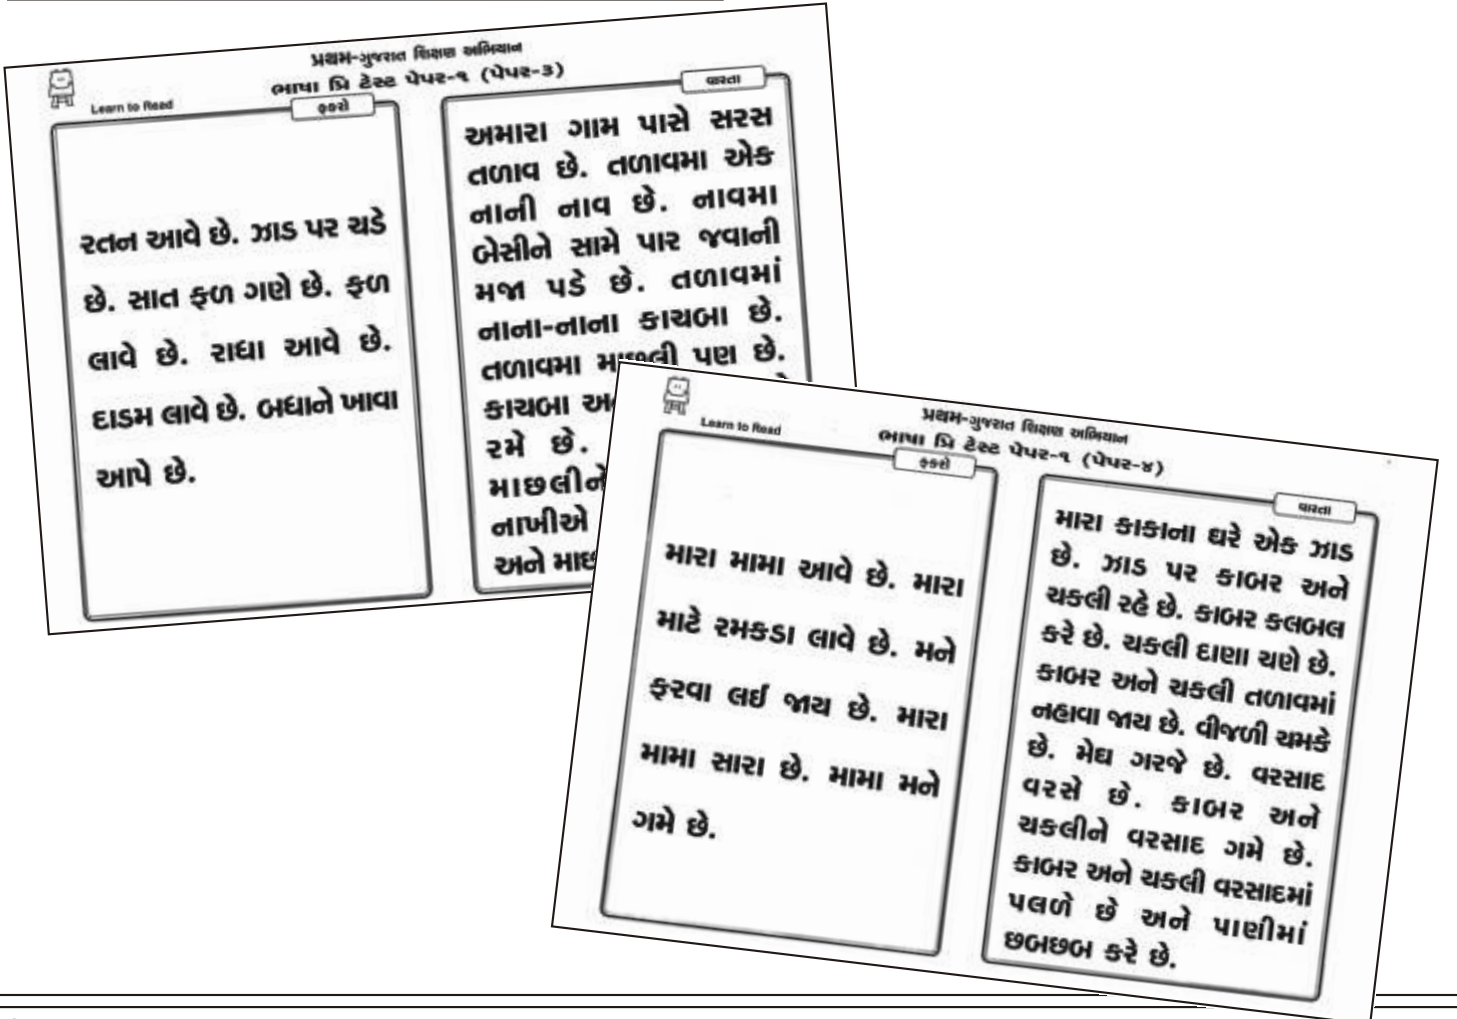 પ્રથમ-ગુજરાત શિક્ષણ અભિયાન
ભાષા પ્રિ ટેસ્ટ પેપર-૧ (પેપર-૩)
Learn to Read
ફકરો
રતન આવે છે. ઝાડ પર ચડે
છે. સાત ફળ ગણે છે. ફળ
લાવે છે. રાધા આવે છે.
દાડમ લાવે છે. બધાને ખાવા
આપે છે.
વારતા
અમારા ગામ પાસે સરસ
તળાવ છે. તળાવમા એક
નાની નાવ છે. નાવમા
બેસીને સામે પાર જવાની
મજા પડે છે. તળાવમાં
નાના-નાના કાચબા છે.
તળાવમા માછલી પણ છે.
કાચબા
રમે છે.
માછલીને
નાખીએ
અને
પ્રથમ-ગુજરાત શિક્ષણ અભિયાન
ભાષા પ્રિ ટેસ્ટ પેપર-૧ (પેપર-૪)
Learn to Read
ફકરો
મારા મામા આવે છે. મારા
માટે રમકડા લાવે છે. મને
ફરવા લઈ જાય છે. મારા
મામા સારા છે. મામા મને
ગમે છે.
વારતા
મારા કાકાના ઘરે એક ઝાડ
છે. ઝાડ પર કાબર અને
ચકલી રહે છે. કાબર કલબલ
કરે છે. ચકલી દાણા ચણે છે.
કાબર અને ચકલી તળાવમાં
નહાવા જાય છે. વીજળી ચમકે
છે. મેઘ ગરજે છે. વરસાદ
વરસે છે. કાબર અને
ચકલીને વરસાદ ગમે છે.
કાબર અને ચકલી વરસાદમાં
પલળે છે અને પાણીમાં
છબછબ કરે છે.